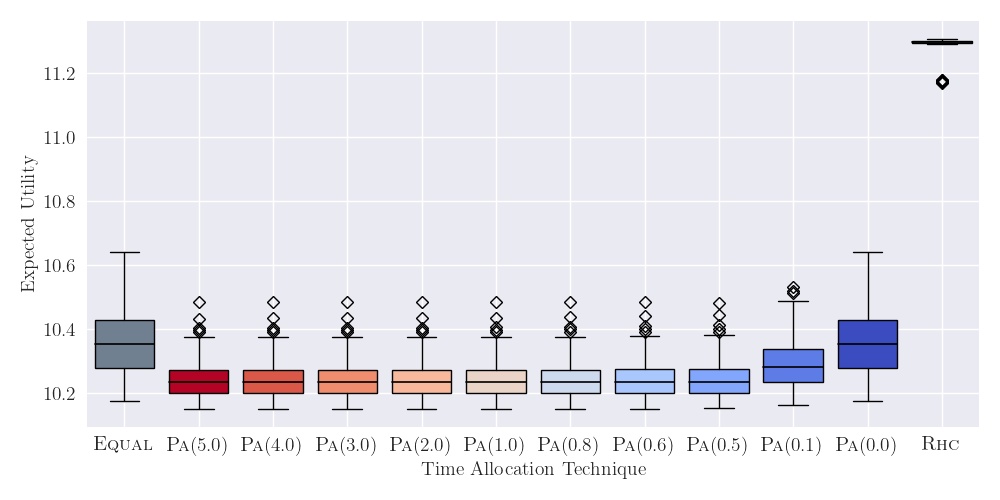 11.2
11.0
10.8
10.6
10.4
10.2
Expected Utility
Equal Pa(5.0) Pa(4.0) Pa(3.0) Pa(2.0) Pa(1.0) Pa(0.8) Pa(0.6) Pa(0.5) Pa(0.1) Pa(0.0) Rhc
Time Allocation Technique